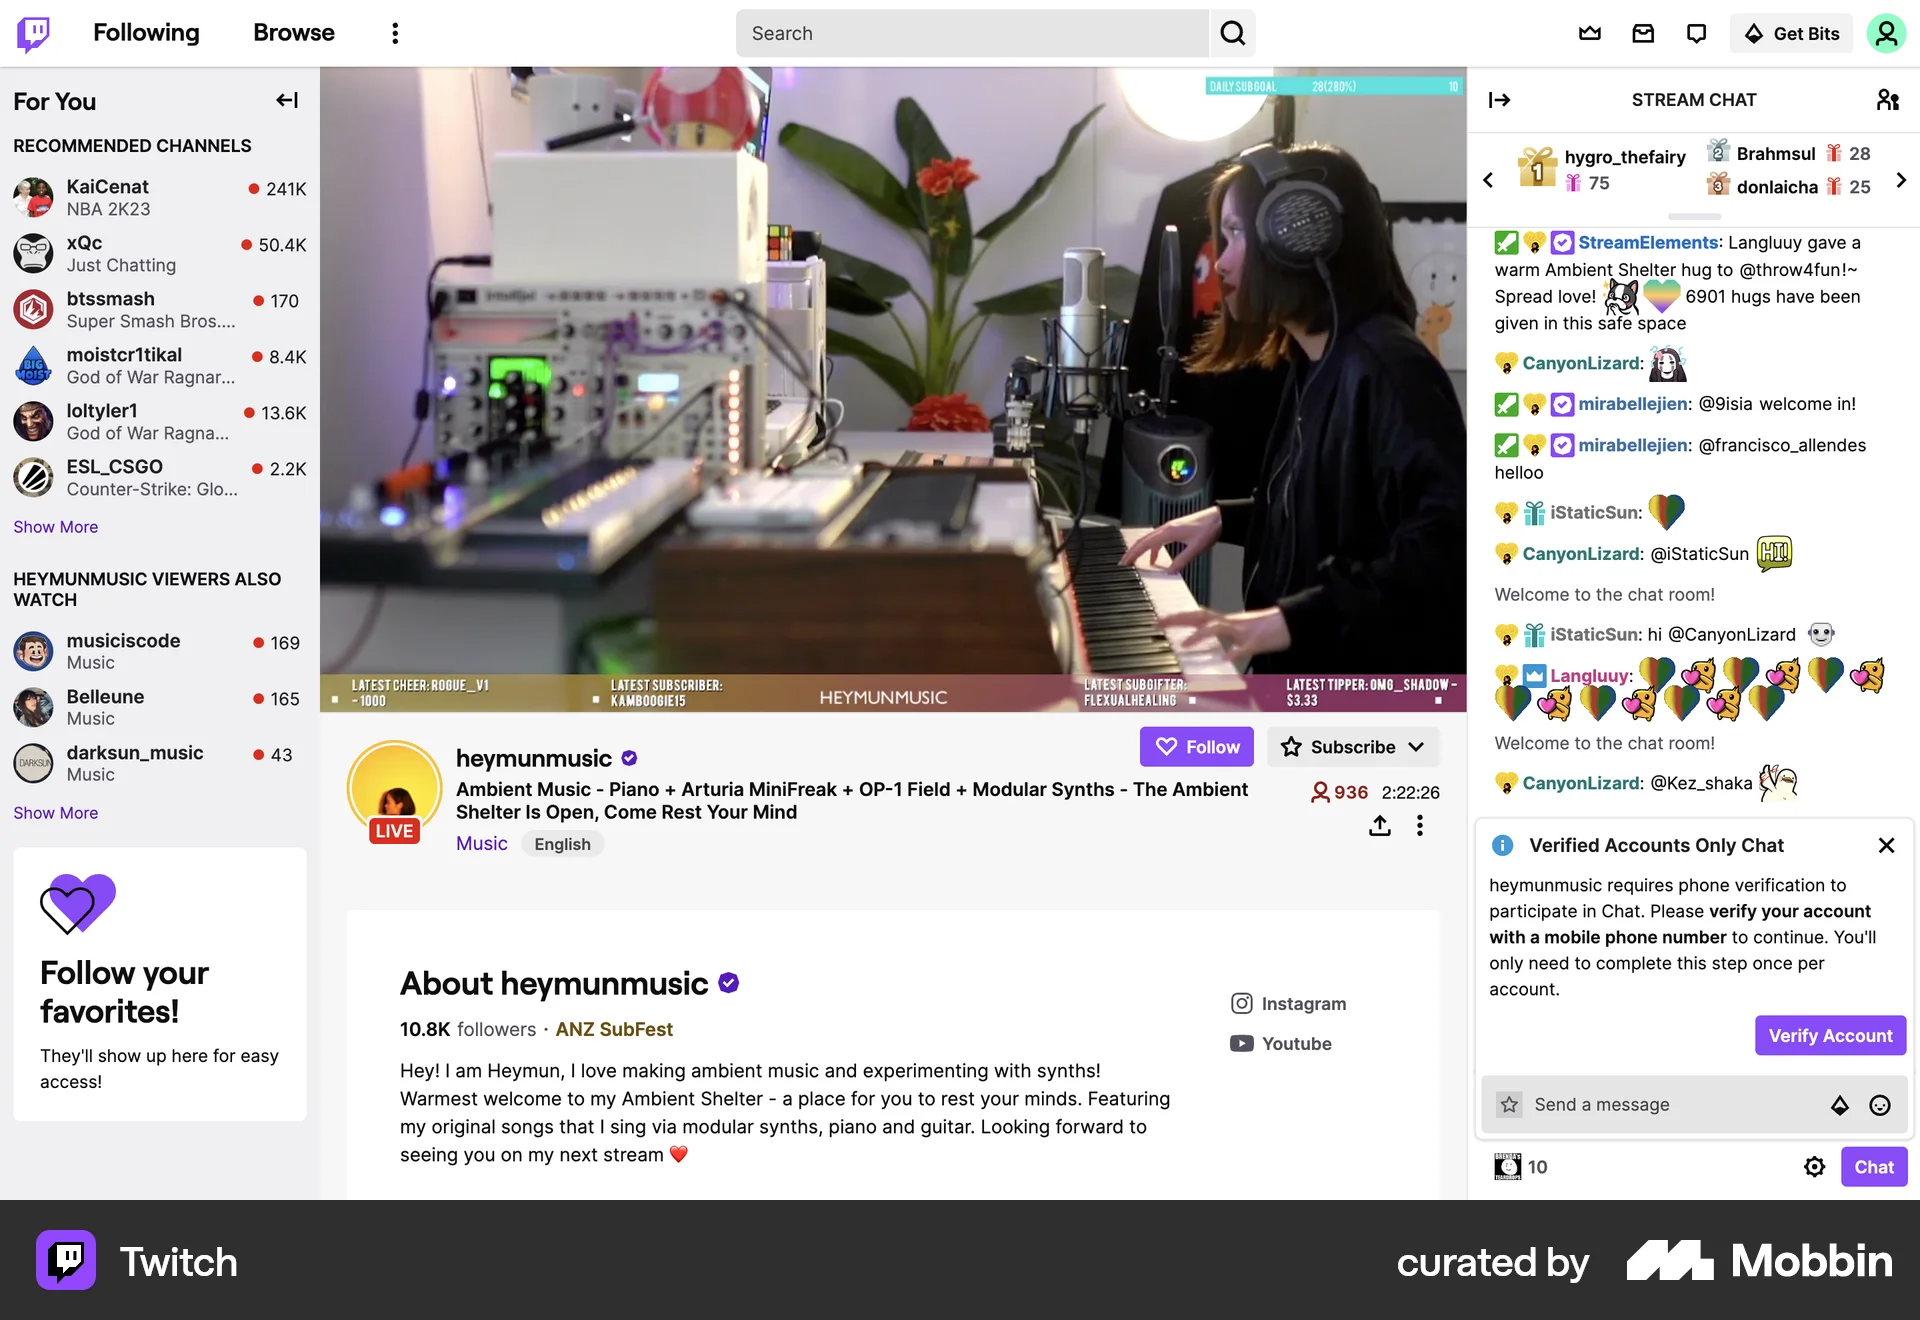 Following
Browse
Search
Get Bits
For You
RECOMMENDED CHANNELS
KaiCenat
241K
NBA 2K23
xQc
50.4K
Just Chatting
btssmash
170
Super Smash Bros....
moistcr1tikal
8.4K
God of War Ragnar...
loltyler1
13.6K
God of War Ragna...
ESL_CSGO
2.2K
Counter-Strike: Glo...
Show More
HEYMUNMUSIC VIEWERS ALSO
WATCH
musiciscode
169
Music
Belleune
165
Music
darksun_music
43
Music
Show More
Follow your
favorites!
They'll show up here for easy
access!
DAILY SUB GOAL 28(280%) 10
LATEST CHEER: ROGUE_V1
- 1000
LATEST SUBSCRIBER:
KAMBOOGIE15
HEYMUNMUSIC
LATEST SUBGIFTER:
FLEXUALHEALING
LATEST TIPPER: OMG_SHADOW -
$3.33
LIVE
heymunmusic
Follow
Subscribe
Ambient Music - Piano + Arturia MiniFreak + OP-1 Field + Modular Synths - The Ambient
Shelter Is Open, Come Rest Your Mind
936 2:22:26
Music English
About heymunmusic
10.8K followers · ANZ SubFest
Hey! I am Heymun, I love making ambient music and experimenting with synths!
Warmest welcome to my Ambient Shelter - a place for you to rest your minds. Featuring
my original songs that I sing via modular synths, piano and guitar. Looking forward to
seeing you on my next stream ❤️
Instagram
Youtube
STREAM CHAT
1
hygro_thefairy
75
2 Brahmsul 28
3 donlaicha 25
StreamElements: Langluuy gave a
warm Ambient Shelter hug to @throw4fun!~
Spread love! 6901 hugs have been
given in this safe space
CanyonLizard:
mirabellejien: @9isia welcome in!
mirabellejien: @francisco_allendes
helloo
iStaticSun:
CanyonLizard: @iStaticSun HI!
Welcome to the chat room!
iStaticSun: hi @CanyonLizard
Langluuy:
Welcome to the chat room!
CanyonLizard: @Kez_shaka
Verified Accounts Only Chat
heymunmusic requires phone verification to
participate in Chat. Please verify your account
with a mobile phone number to continue. You'll
only need to complete this step once per
account.
Verify Account
Send a message
10
Chat
Twitch
curated by Mobbin